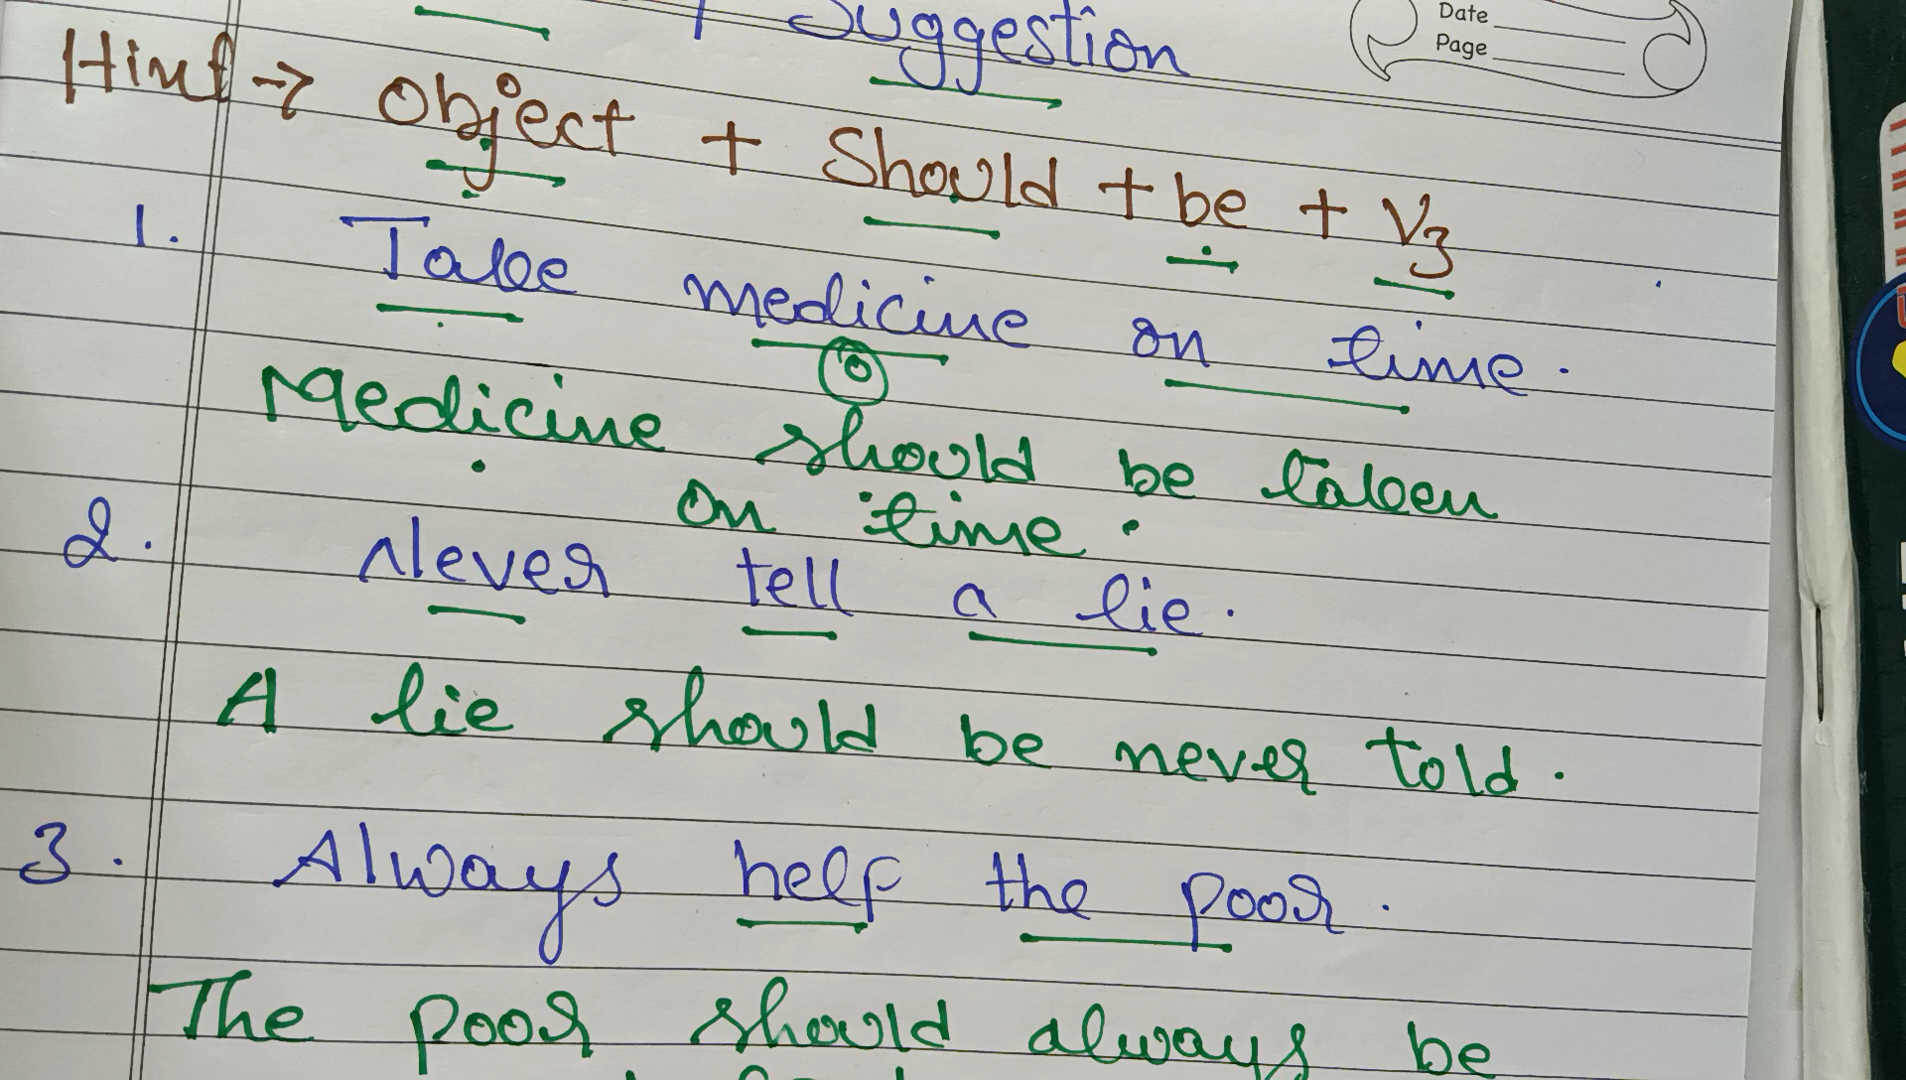 Suggestion
Date
Page
Hint → Object + Should + be + V3
1. Take medicine on time.
O
Medicine should be taken
on time.
2. Never tell a lie.
A lie should be never told.
3. Always help the poor.
The poor should always be